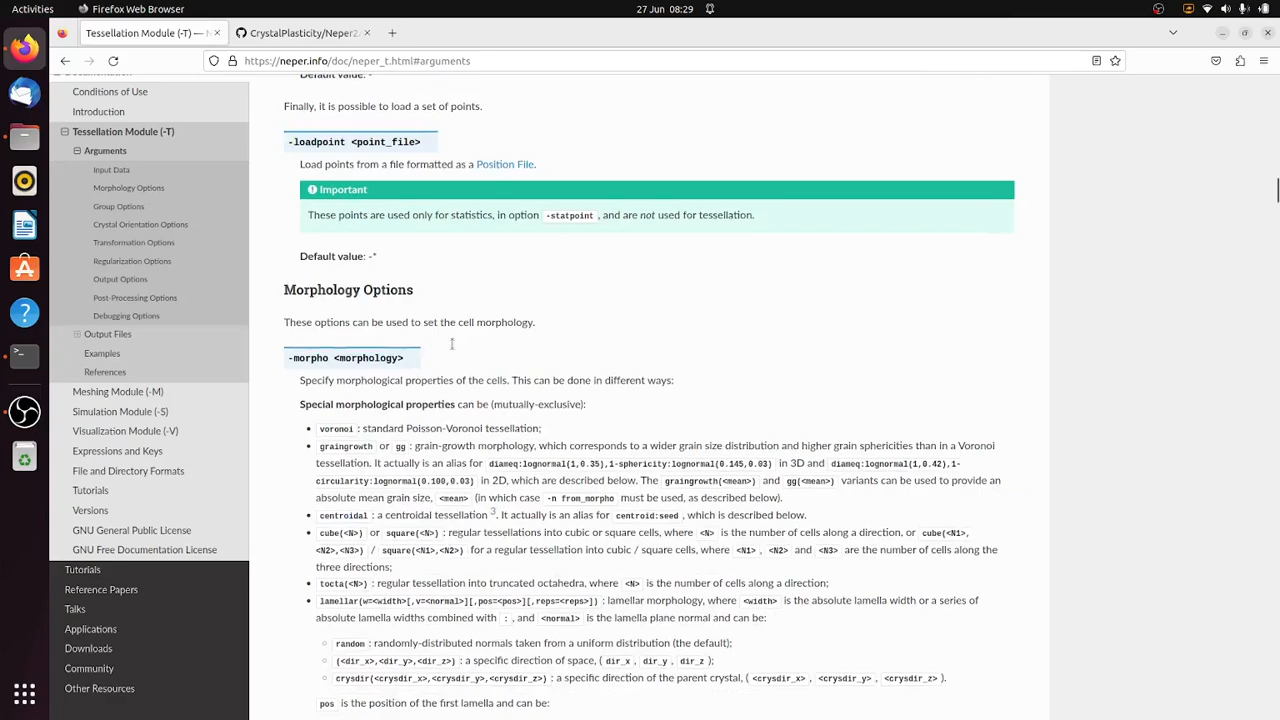 Activities
Firefox Web Browser
27 Jun 08:29
Tessellation Module (-T) —
CrystalPlasticity/Neper2
https://neper.info/doc/neper_t.html#arguments
Conditions of Use
Introduction
Tessellation Module (-T)
Arguments
Input Data
Morphology Options
Group Options
Crystal Orientation Options
Transformation Options
Regularization Options
Output Options
Post-Processing Options
Debugging Options
Output Files
Examples
References
Meshing Module (-M)
Simulation Module (-S)
Visualization Module (-V)
Expressions and Keys
File and Directory Formats
Tutorials
Versions
GNU General Public License
GNU Free Documentation License
Tutorials
Reference Papers
Talks
Applications
Downloads
Community
Other Resources
Default value: -
Finally, it is possible to load a set of points.
-loadpoint <point_file>
Load points from a file formatted as a Position File.
Important
These points are used only for statistics, in option -statpoint , and are not used for tessellation.
Default value: -*
Morphology Options
These options can be used to set the cell morphology.
-morpho <morphology>
Specify morphological properties of the cells. This can be done in different ways:
Special morphological properties can be (mutually-exclusive):
• voronoi : standard Poisson-Voronoi tessellation;
• graingrowth or gg : grain-growth morphology, which corresponds to a wider grain size distribution and higher grain sphericities than in a Voronoi
tessellation. It actually is an alias for diameq:lognormal(1,0.35),1-sphericity:lognormal(0.145,0.03) in 3D and diameq:lognormal(1,0.42),1-
circularity:lognormal(0.100,0.03) in 2D, which are described below. The graingrowth(<mean>) and gg(<mean>) variants can be used to provide an
absolute mean grain size, <mean> (in which case -n from_morpho must be used, as described below).
• centroidal : a centroidal tessellation 3. It actually is an alias for centroid:seed , which is described below.
• cube(<N>) or square(<N>) : regular tessellations into cubic or square cells, where <N> is the number of cells along a direction, or cube(<N1>,
<N2>,<N3>) / square(<N1>,<N2>) for a regular tessellation into cubic / square cells, where <N1> , <N2> and <N3> are the number of cells along the
three directions;
• tocta(<N>) : regular tessellation into truncated octahedra, where <N> is the number of cells along a direction;
• lamellar(w=<width>[,v=<normal>][,pos=<pos>][,reps=<reps>]) : lamellar morphology, where <width> is the absolute lamella width or a series of
absolute lamella widths combined with : , and <normal> is the lamella plane normal and can be:
random : randomly-distributed normals taken from a uniform distribution (the default);
(<dir_x>,<dir_y>,<dir_z>) : a specific direction of space, ( dir_x , dir_y , dir_z );
crysdir(<crysdir_x>,<crysdir_y>,<crysdir_z>) : a specific direction of the parent crystal, ( <crysdir_x> , <crysdir_y> , <crysdir_z> ).
pos is the position of the first lamella and can be: